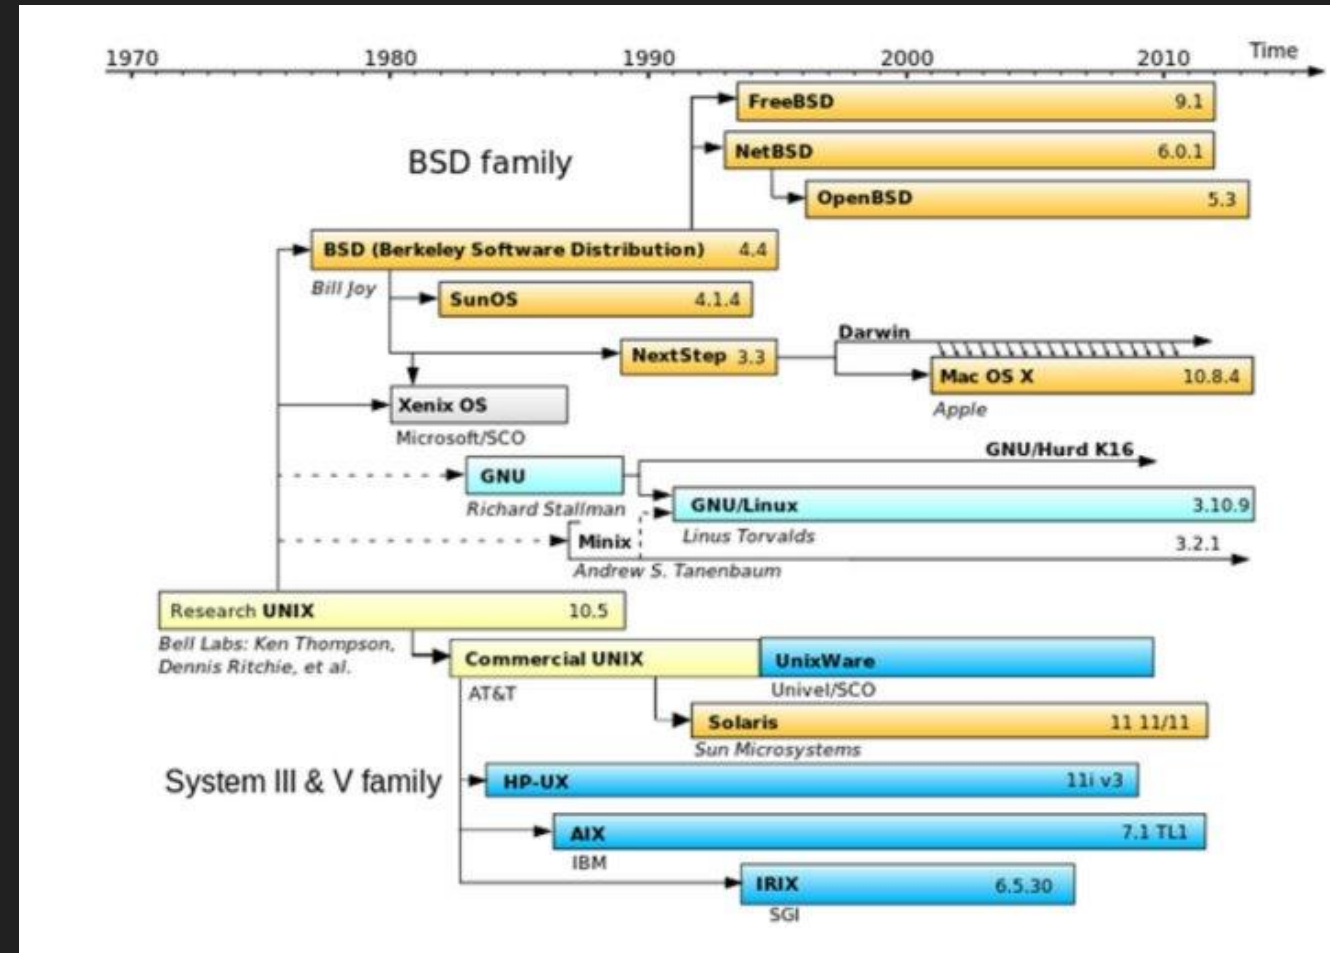 1970 1980 1990 2000 2010 Time
FreeBSD 9.1
BSD family
NetBSD 6.0.1
OpenBSD 5.3
BSD (Berkeley Software Distribution) 4.4
Bill Joy
SunOS 4.1.4
Darwin
NextStep 3.3
Mac OS X 10.8.4
Apple
Xenix OS
Microsoft/SCO
GNU/Hurd K16
GNU
Richard Stallman
GNU/Linux 3.10.9
Linus Torvalds
Minix 3.2.1
Andrew S. Tanenbaum
Research UNIX 10.5
Bell Labs: Ken Thompson,
Dennis Ritchie, et al.
Commercial UNIX
UnixWare
AT&T
Univel/SCO
Solaris 11 11/11
Sun Microsystems
System III & V family
HP-UX 11i v3
AIX 7.1 TL1
IBM
IRIX 6.5.30
SGI